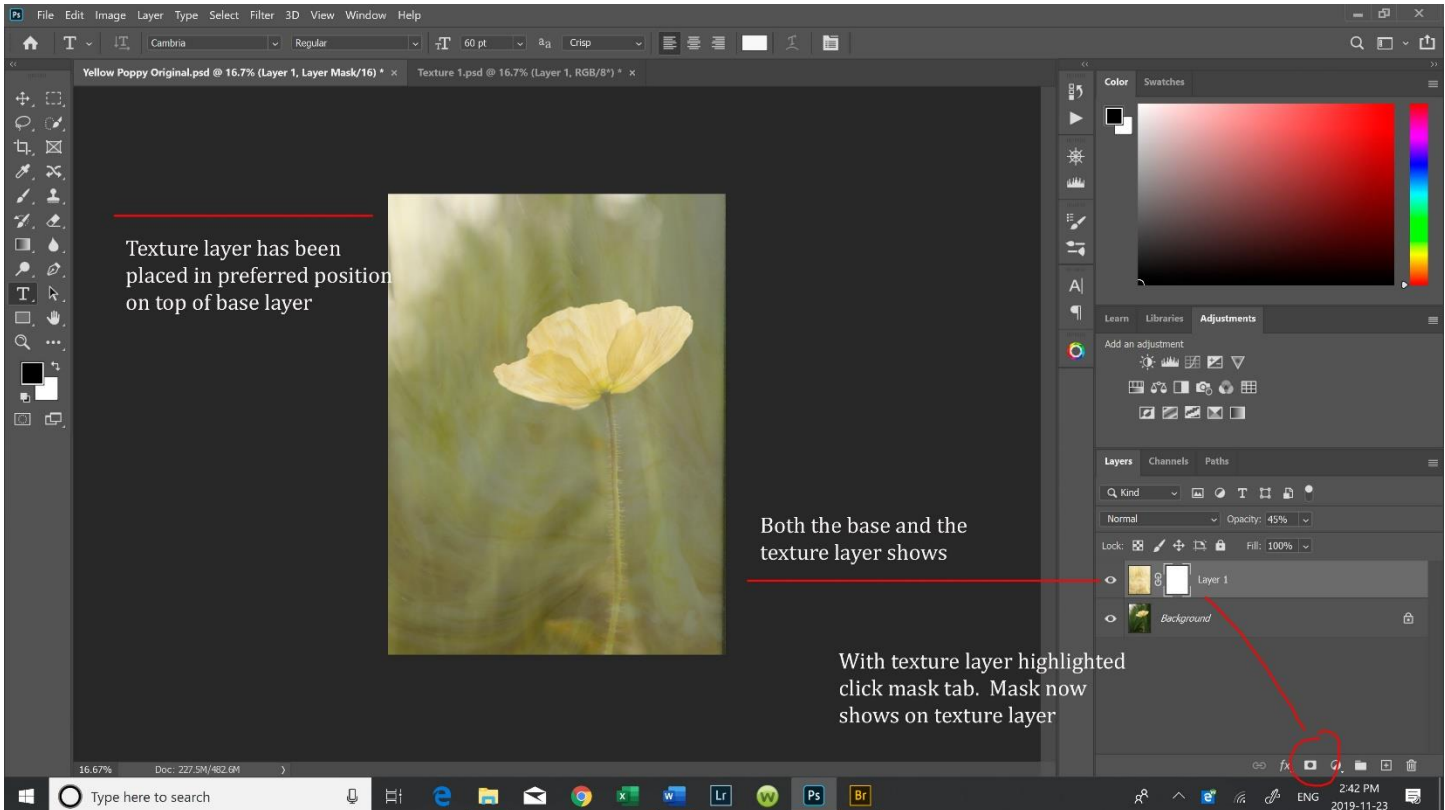 Ps File Edit Image Layer Type Select Filter 3D View Window Help
T Cambria Regular 60 pt Crisp
Yellow Poppy Original.psd @ 16.7% (Layer 1, Layer Mask/16) * × Texture 1.psd @ 16.7% (Layer 1, RGB/8*) * ×
Color Swatches
Texture layer has been
placed in preferred position
on top of base layer
Learn Libraries Adjustments
Add an adjustment
Layers Channels Paths
Kind
Normal Opacity: 45%
Lock: Fill: 100%
Both the base and the
texture layer shows
Layer 1
Background
With texture layer highlighted
click mask tab. Mask now
shows on texture layer
fx
16.67% Doc: 227.5M/482.6M
Type here to search Lr Ps Br ENG 2:42 PM
2019-11-23